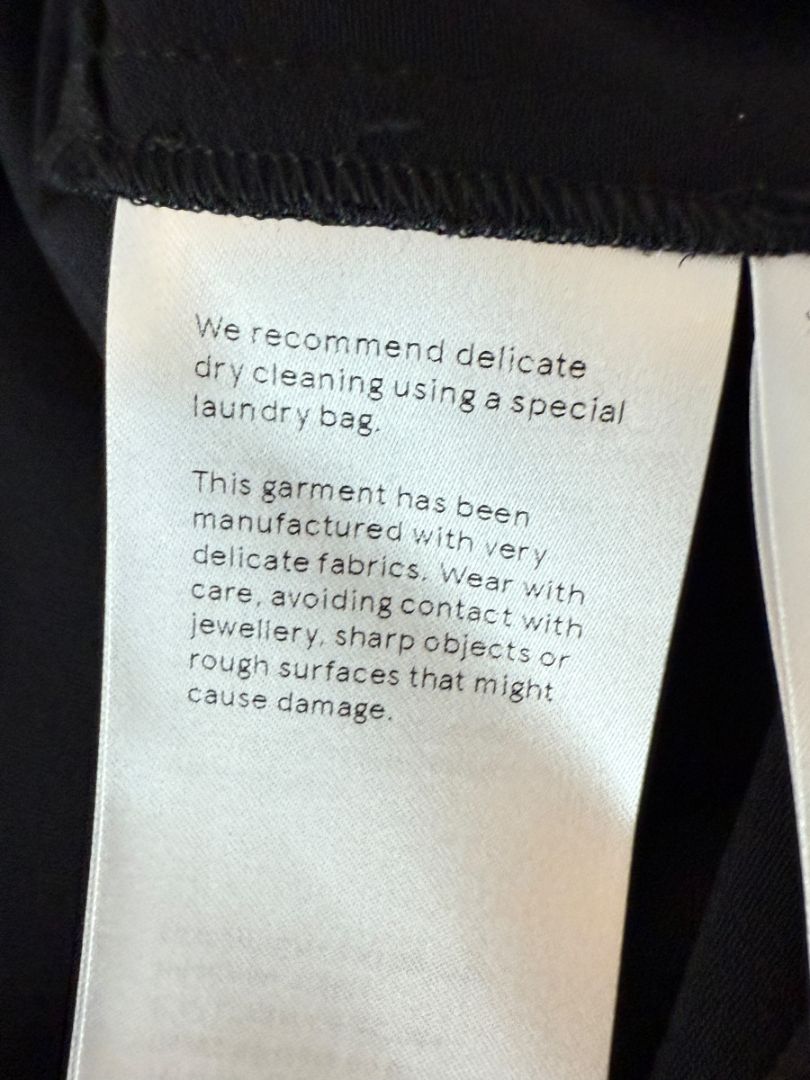 We recommend delicate
dry cleaning using a special
laundry bag.
This garment has been
manufactured with very
delicate fabrics. Wear with
care, avoiding contact with
jewellery, sharp objects or
rough surfaces that might
cause damage.